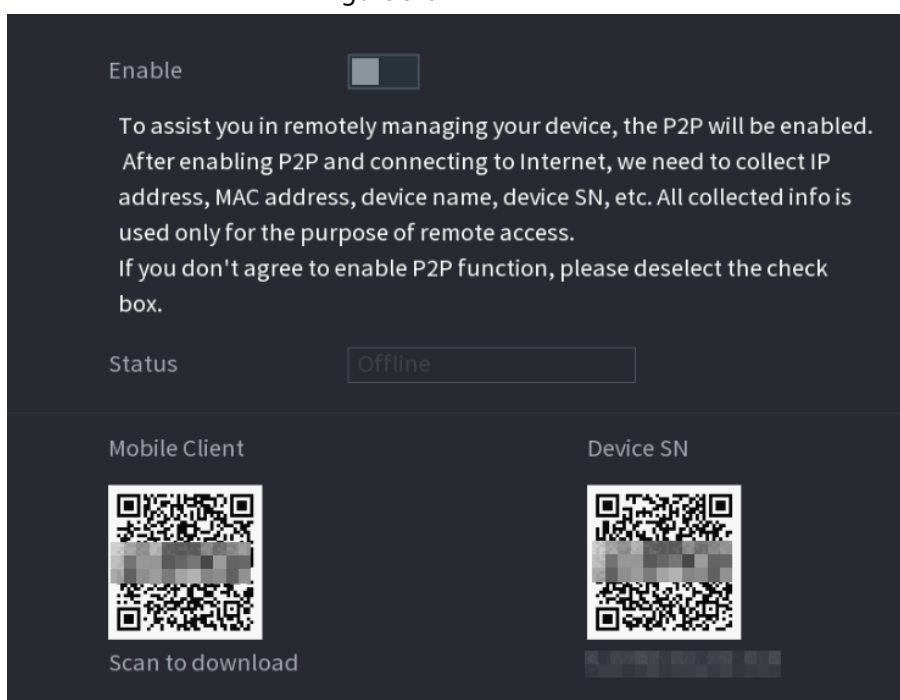 Enable
To assist you in remotely managing your device, the P2P will be enabled.
After enabling P2P and connecting to Internet, we need to collect IP
address, MAC address, device name, device SN, etc. All collected info is
used only for the purpose of remote access.
If you don't agree to enable P2P function, please deselect the check
box.
Status Offline
Mobile Client Device SN
Scan to download